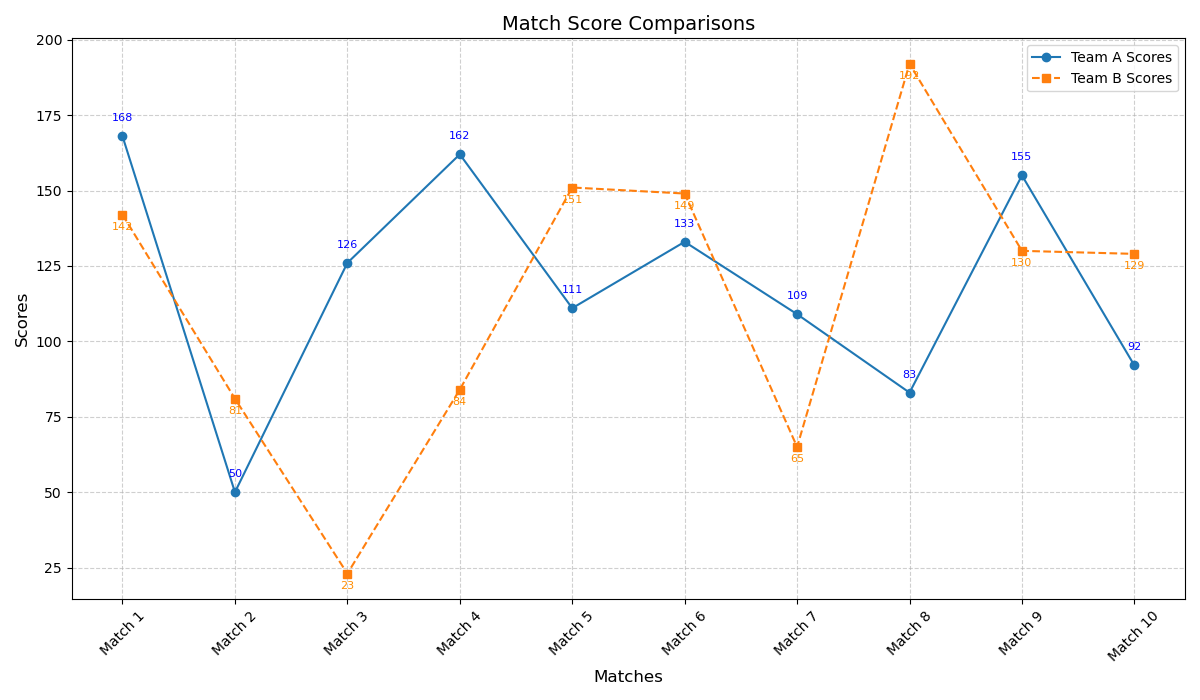 Match Score Comparisons
200
175
150
125
100
75
50
25
Scores
Team A Scores
Team B Scores
168
50
126
162
111
133
109
83
155
92
142
81
23
84
151
149
65
192
130
129
Match 1
Match 2
Match 3
Match 4
Match 5
Match 6
Match 7
Match 8
Match 9
Match 10
Matches